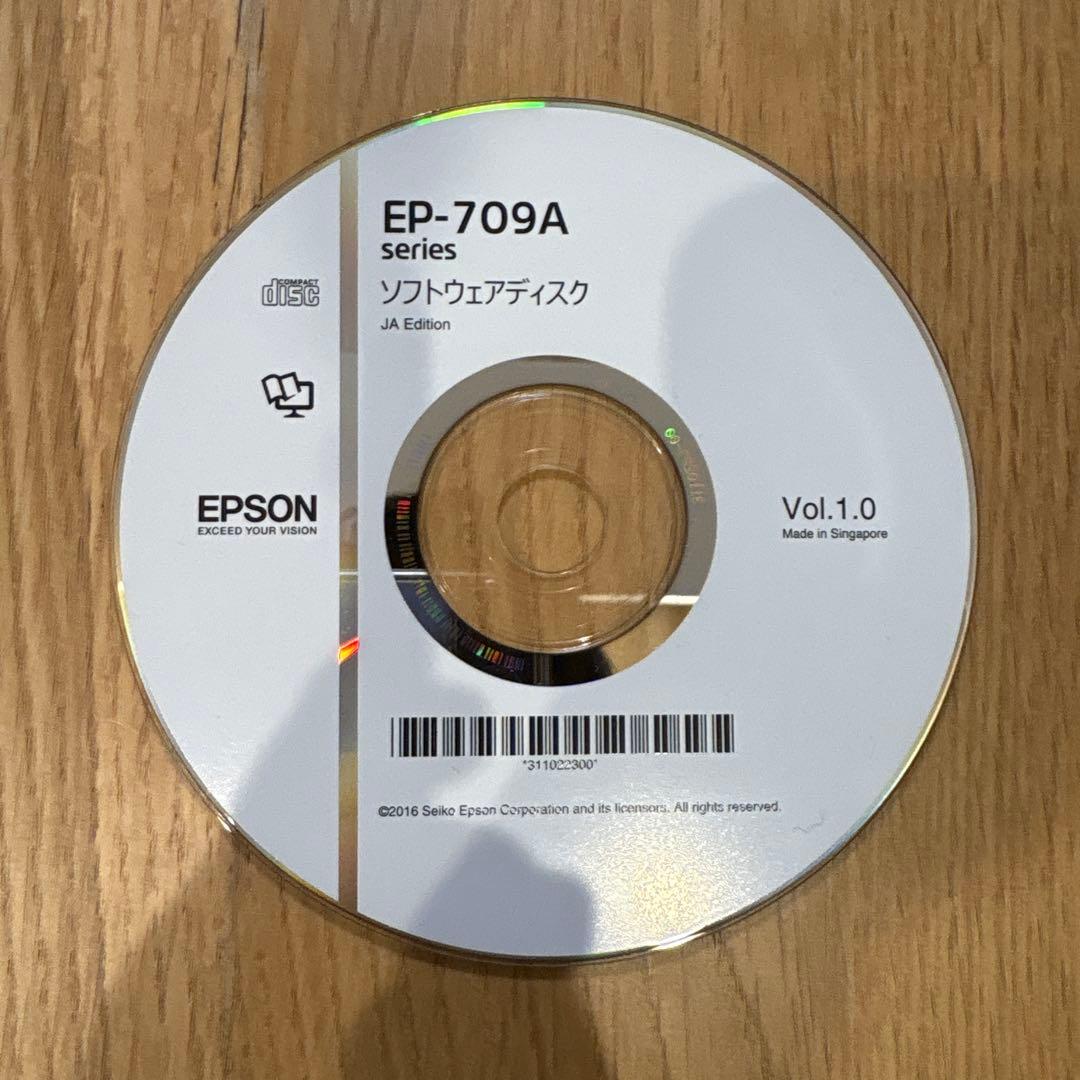 EP-709A
series
ソフトウェアディスク
JA Edition
COMPACT
disc
EPSON
EXCEED YOUR VISION
Vol.1.0
Made in Singapore
*311022300*
©2016 Seiko Epson Corporation and its licensors. All rights reserved.